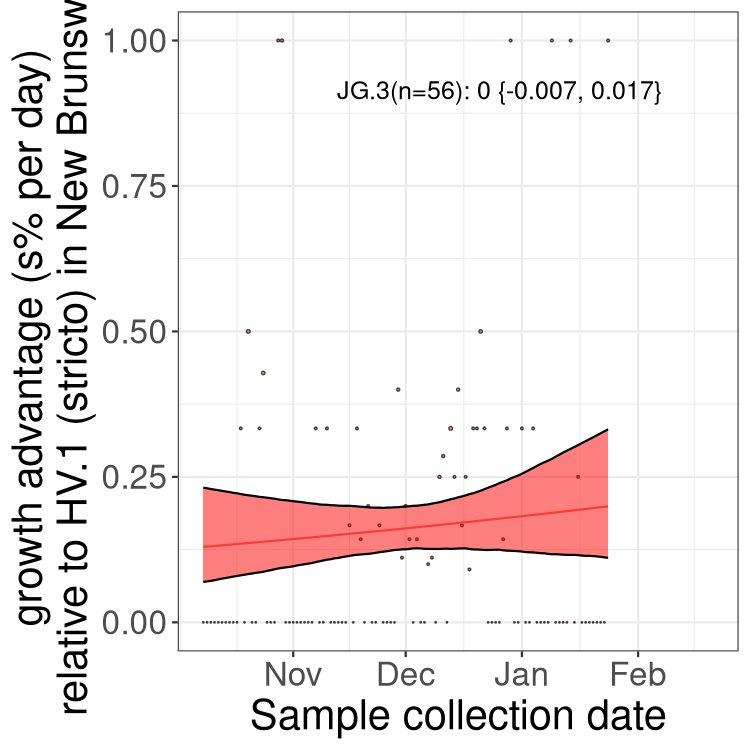 growth advantage (s% per day)
relative to HV.1 (stricto) in New Brunsw
1.00
0.75
0.50
0.25
0.00
JG.3(n=56): 0 {-0.007, 0.017}
Nov Dec Jan Feb
Sample collection date